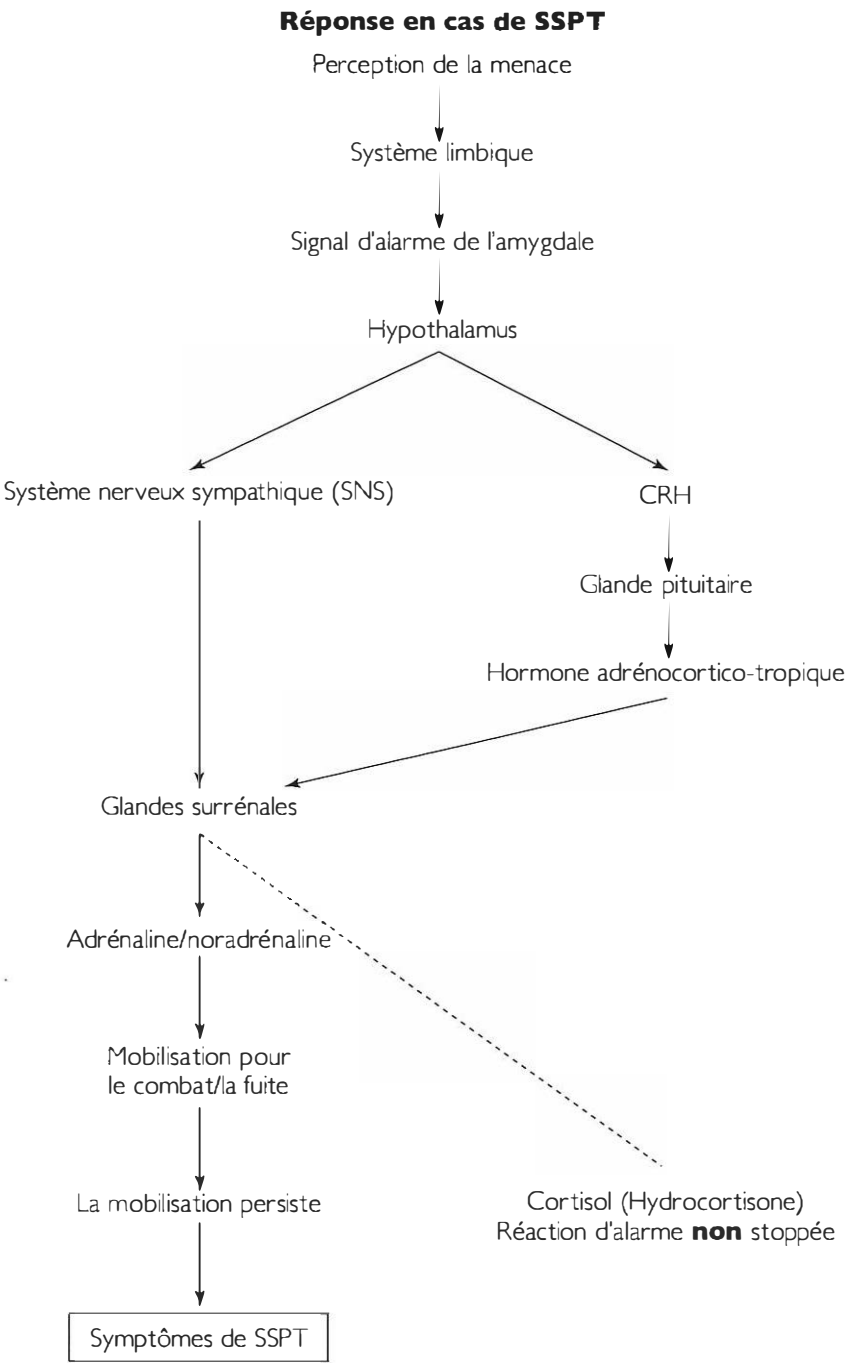 Réponse en cas de SSPT
Perception de la menace
Système limbique
Signal d'alarme de l'amygdale
Hypothalamus
Système nerveux sympathique (SNS)
CRH
Glande pituitaire
Hormone adrénocortico-tropique
Glandes surrénales
Adrénaline/noradrénaline
Mobilisation pour
le combat/la fuite
La mobilisation persiste
Cortisol (Hydrocortisone)
Réaction d'alarme non stoppée
Symptômes de SSPT